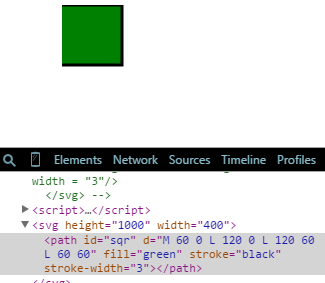 Elements Network Sources Timeline Profiles
width = "3"/>
</svg> -->
<script>…</script>
<svg height="1000" width="400">
<path id="sqr" d="M 60 0 L 120 0 L 120 60
L 60 60" fill="green" stroke="black"
stroke-width="3"></path>
</svg>